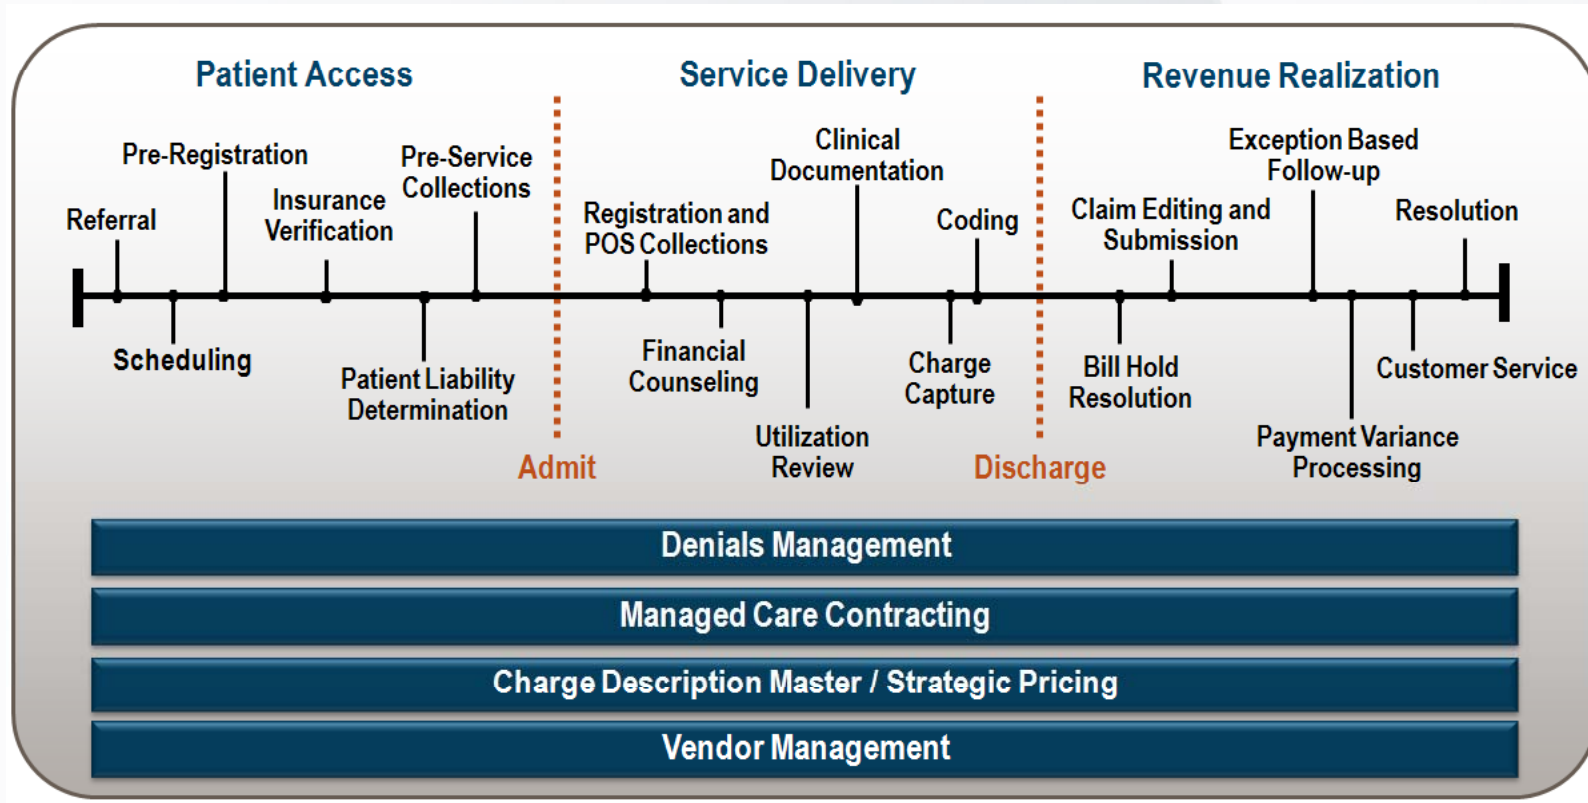 Patient Access
Service Delivery
Revenue Realization
Referral
Scheduling
Pre-Registration
Insurance
Verification
Patient Liability
Determination
Pre-Service
Collections
Admit
Registration and
POS Collections
Financial
Counseling
Utilization
Review
Clinical
Documentation
Charge
Capture
Coding
Discharge
Bill Hold
Resolution
Claim Editing and
Submission
Exception Based
Follow-up
Payment Variance
Processing
Customer Service
Resolution
Denials Management
Managed Care Contracting
Charge Description Master / Strategic Pricing
Vendor Management